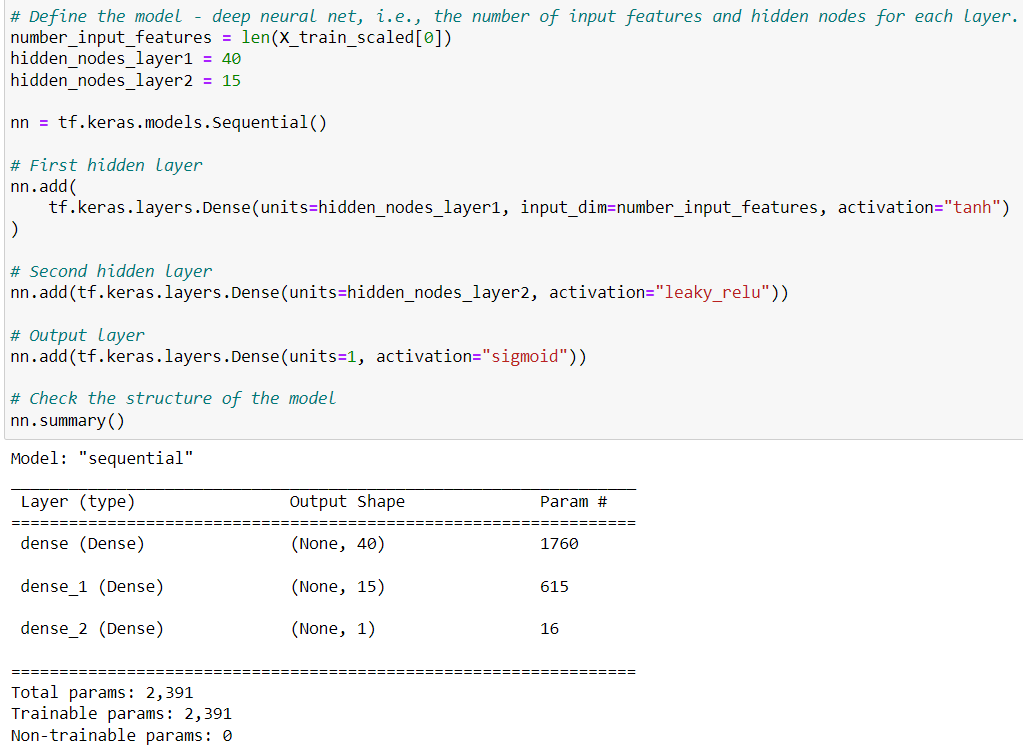 # Define the model - deep neural net, i.e., the number of input features and hidden nodes for each layer.
number_input_features = len(X_train_scaled[0])
hidden_nodes_layer1 = 40
hidden_nodes_layer2 = 15

nn = tf.keras.models.Sequential()

# First hidden layer
nn.add(
    tf.keras.layers.Dense(units=hidden_nodes_layer1, input_dim=number_input_features, activation="tanh")
)

# Second hidden layer
nn.add(tf.keras.layers.Dense(units=hidden_nodes_layer2, activation="leaky_relu"))

# Output layer
nn.add(tf.keras.layers.Dense(units=1, activation="sigmoid"))

# Check the structure of the model
nn.summary()
Model: "sequential"
_________________________________________________________________
 Layer (type)                Output Shape              Param #
=================================================================
 dense (Dense)               (None, 40)                1760

 dense_1 (Dense)             (None, 15)                615

 dense_2 (Dense)             (None, 1)                 16

=================================================================
Total params: 2,391
Trainable params: 2,391
Non-trainable params: 0